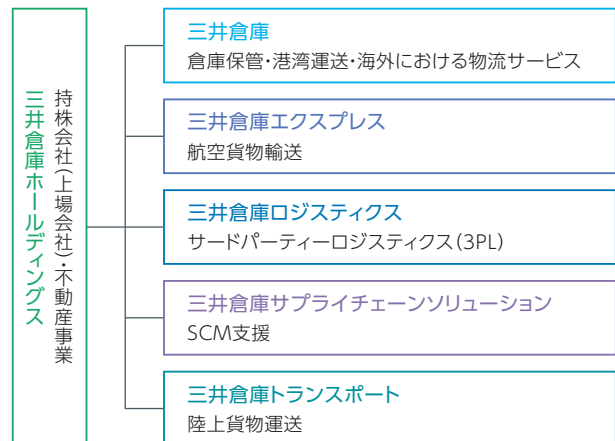 三井倉庫ホールディングス
持株会社(上場会社)・不動産事業
三井倉庫
倉庫保管・港湾運送・海外における物流サービス
三井倉庫エクスプレス
航空貨物輸送
三井倉庫ロジスティクス
サードパーティーロジスティクス(3PL)
三井倉庫サプライチェーンソリューション
SCM支援
三井倉庫トランスポート
陸上貨物運送